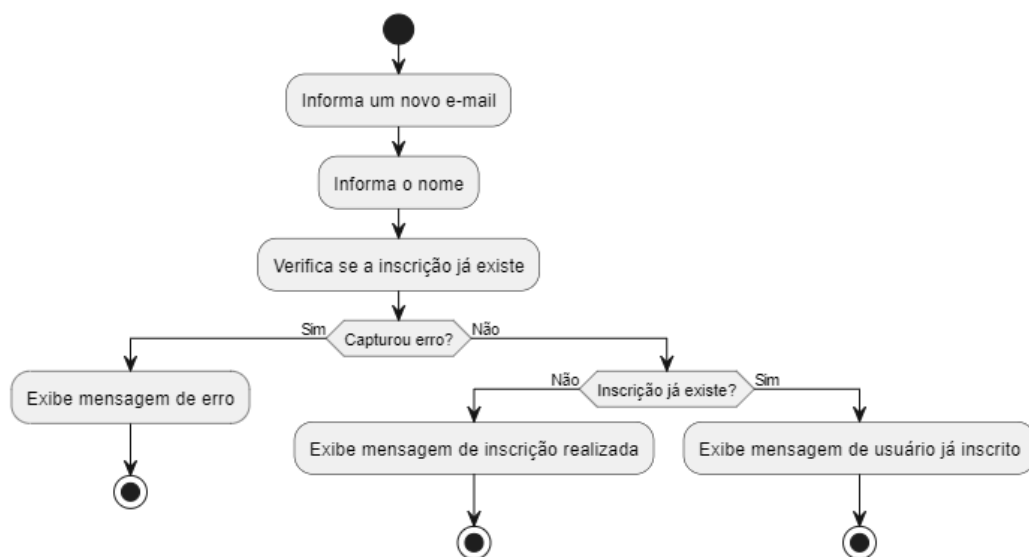 Informa um novo e-mail
Informa o nome
Verifica se a inscrição já existe
Sim
Capturou erro?
Não
Exibe mensagem de erro
Não
Inscrição já existe?
Sim
Exibe mensagem de inscrição realizada
Exibe mensagem de usuário já inscrito